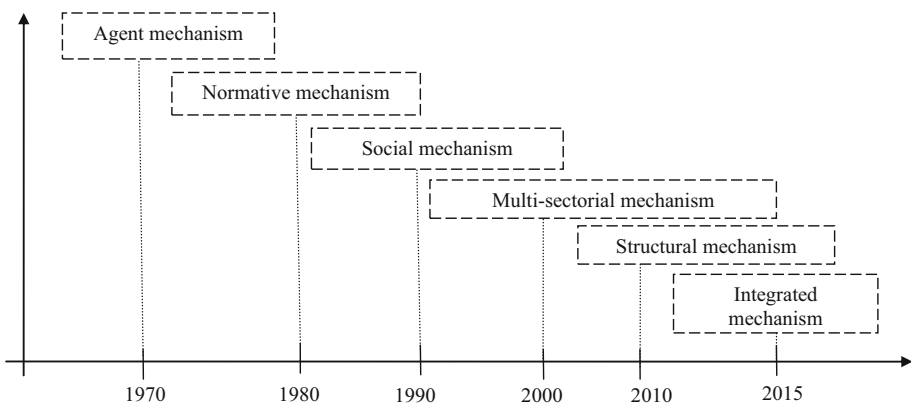 Agent mechanism
Normative mechanism
Social mechanism
Multi-sectorial mechanism
Structural mechanism
Integrated
mechanism
1970
1980
1990
2000
2010
2015